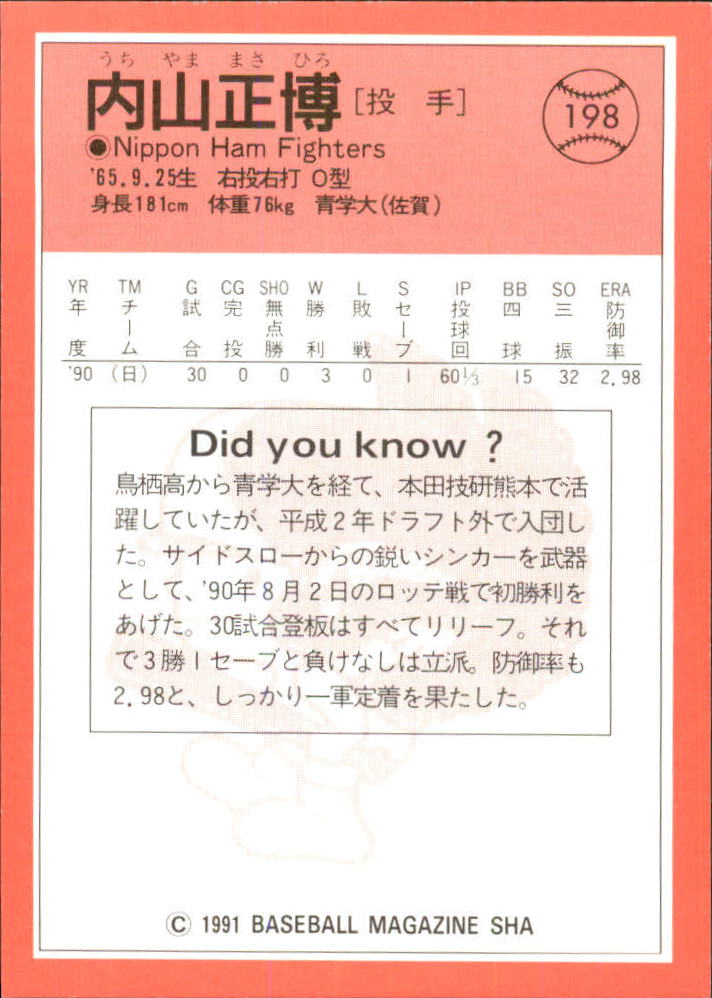 うち やま まさ ひろ
内山正博 [投手] 198
●Nippon Ham Fighters
'65.9.25生 右投右打 O型
身長181cm 体重76kg 青学大(佐賀)
YR TM G CG SHO W L S IP BB SO ERA
年度 チーム 試合 完投 無点勝 勝利 敗戦 セーブ 投球回 四球 三振 防御率
'90 (日) 30 0 0 3 0 1 60 1/3 15 32 2.98
Did you know ?
鳥栖高から青学大を経て、本田技研熊本で活
躍していたが、平成2年ドラフト外で入団し
た。サイドスローからの鋭いシンカーを武器
として、'90年8月2日のロッテ戦で初勝利を
あげた。30試合登板はすべてリリーフ。それ
で3勝1セーブと負けなしは立派。防御率も
2.98と、しっかり一軍定着を果たした。
© 1991 BASEBALL MAGAZINE SHA